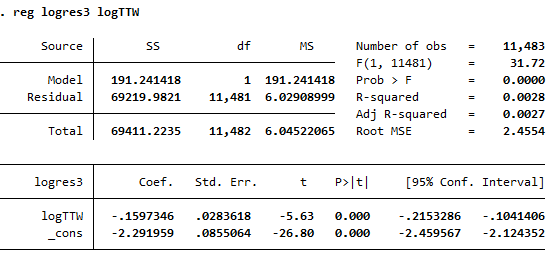 . reg logres3 logTTW
Source SS df MS Number of obs = 11,483
F(1, 11481) = 31.72
Model 191.241418 1 191.241418 Prob > F = 0.0000
Residual 69219.9821 11,481 6.02908999 R-squared = 0.0028
Adj R-squared = 0.0027
Total 69411.2235 11,482 6.04522065 Root MSE = 2.4554
logres3 Coef. Std. Err. t P>|t| [95% Conf. Interval]
logTTW -.1597346 .0283618 -5.63 0.000 -.2153286 -.1041406
_cons -2.291959 .0855064 -26.80 0.000 -2.459567 -2.124352